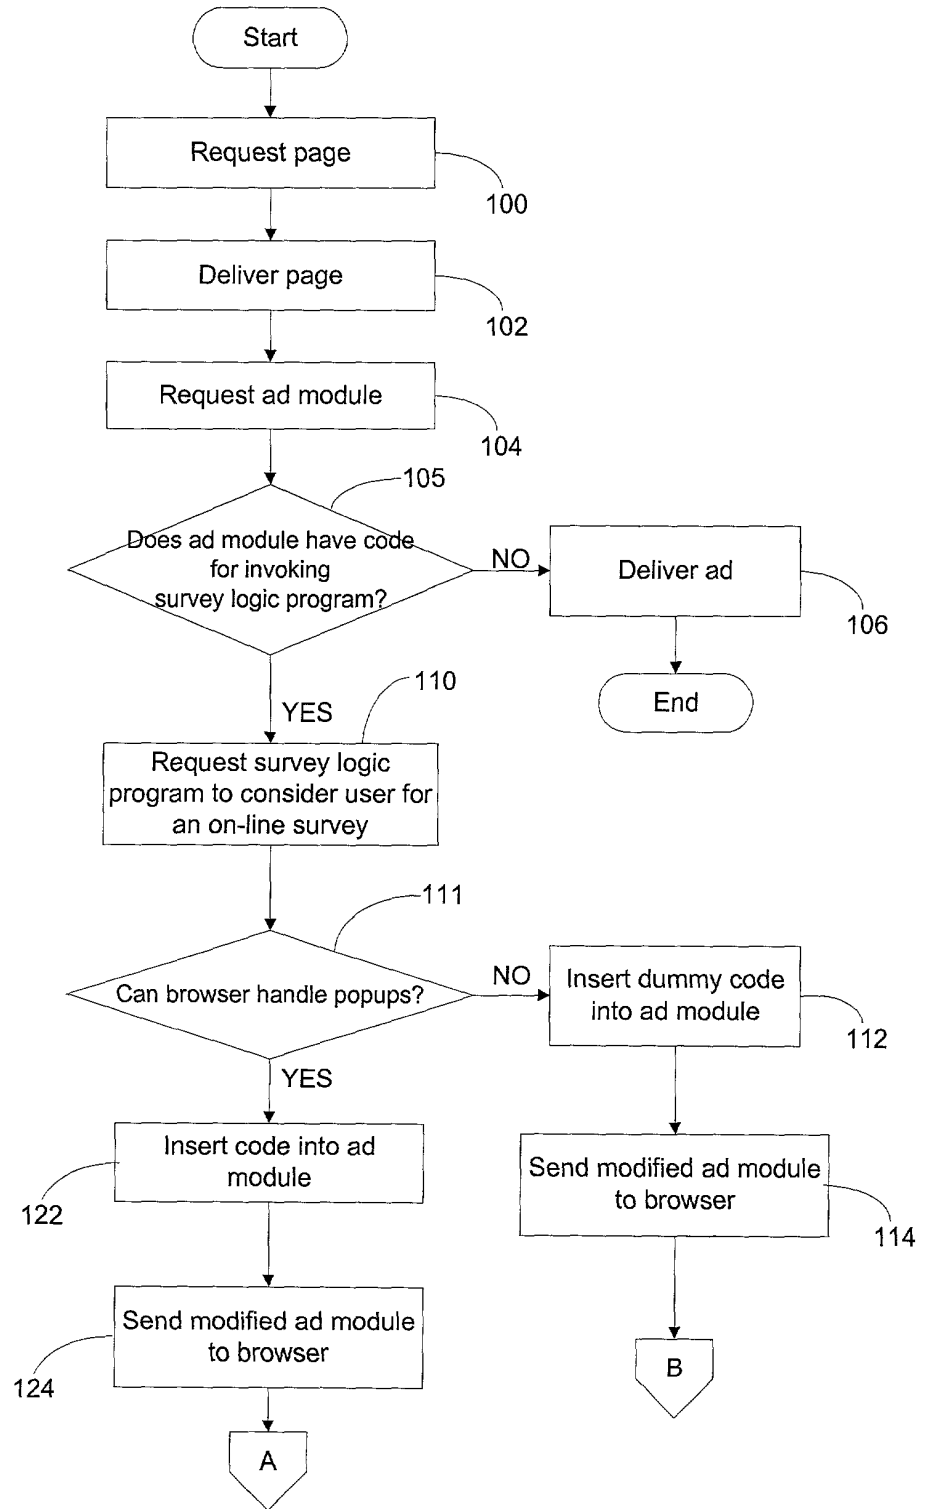 Start
Request page
100
Deliver page
102
Request ad module
104
105
Does ad module have code
for invoking
survey logic program?
NO
Deliver ad
106
End
YES
110
Request survey logic
program to consider user for
an on-line survey
111
Can browser handle popups?
NO
Insert dummy code
into ad module
112
YES
Insert code into ad
module
122
Send modified ad module
to browser
114
Send modified ad module
to browser
124
B
A